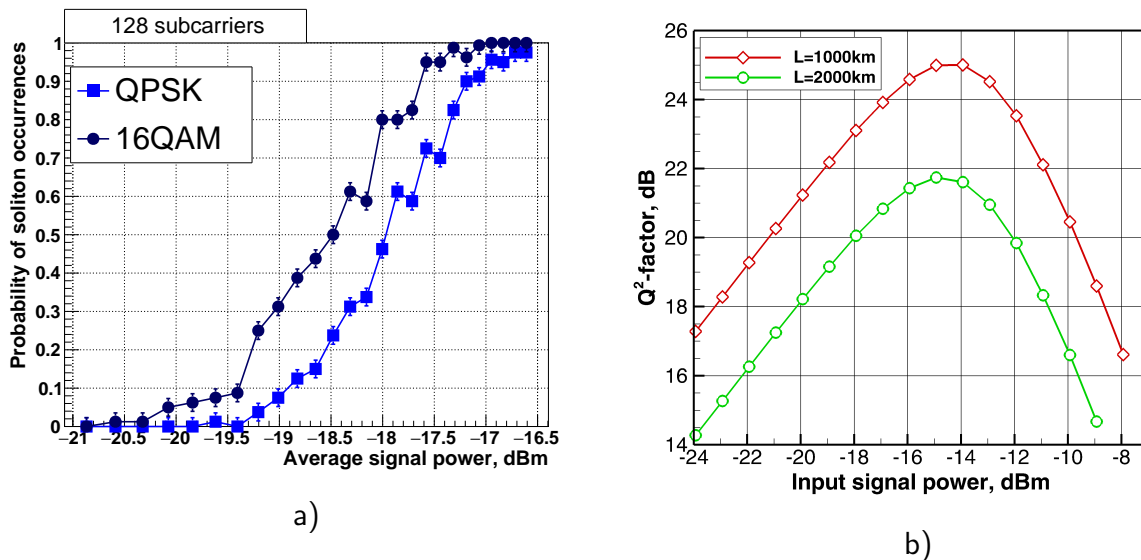 128 subcarriers
QPSK
16QAM
Probability of soliton occurrences
1
0.9
0.8
0.7
0.6
0.5
0.4
0.3
0.2
0.1
0
−21 −20.5 −20 −19.5 −19 −18.5 −18 −17.5 −17 −16.5
Average signal power, dBm
a)
L=1000km
L=2000km
Q²-factor, dB
26
24
22
20
18
16
14
-24 -22 -20 -18 -16 -14 -12 -10 -8
Input signal power, dBm
b)